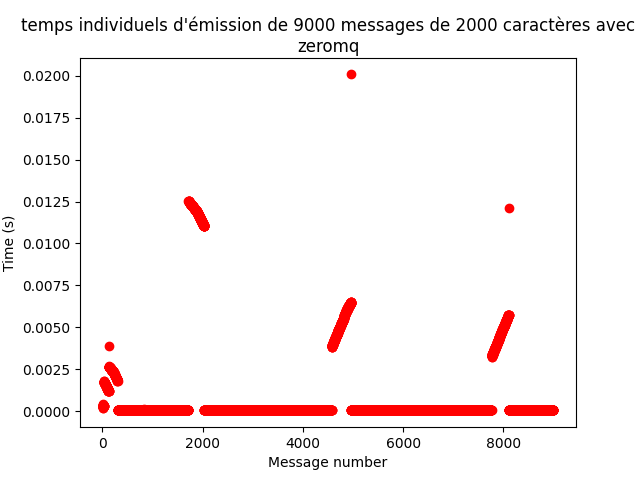 temps individuels d'émission de 9000 messages de 2000 caractères avec
zeromq
0.0200
0.0175
0.0150
0.0125
0.0100
0.0075
0.0050
0.0025
0.0000
Time (s)
0 2000 4000 6000 8000
Message number